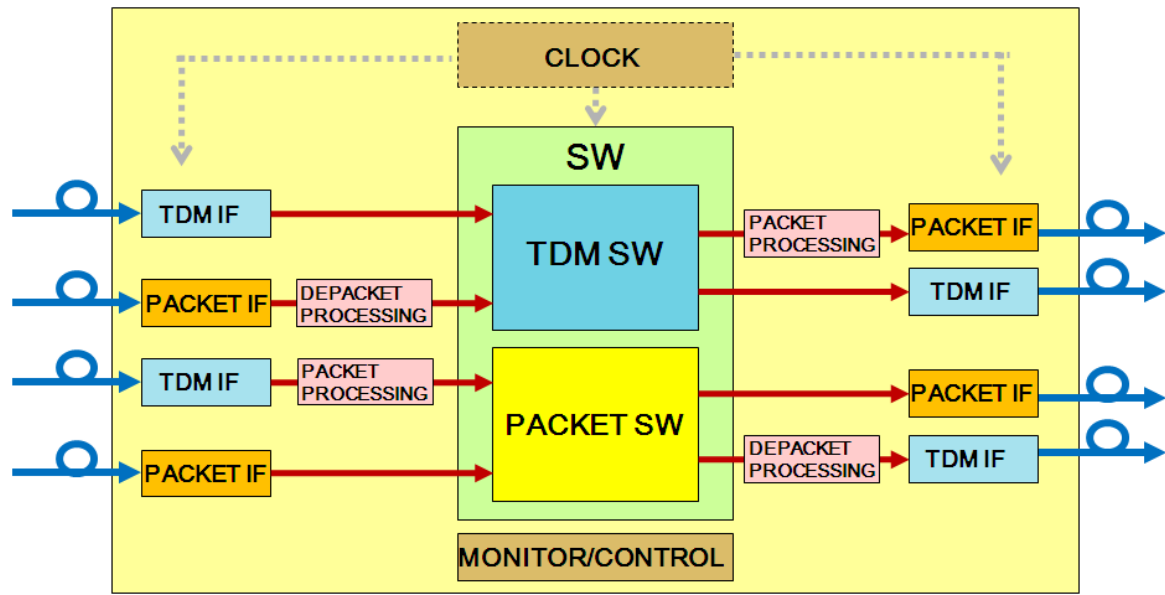 CLOCK
SW
TDM IF
TDM SW
PACKET
PROCESSING
PACKET IF
PACKET IF
DEPACKET
PROCESSING
TDM IF
TDM IF
PACKET
PROCESSING
PACKET SW
PACKET IF
PACKET IF
DEPACKET
PROCESSING
TDM IF
MONITOR/CONTROL